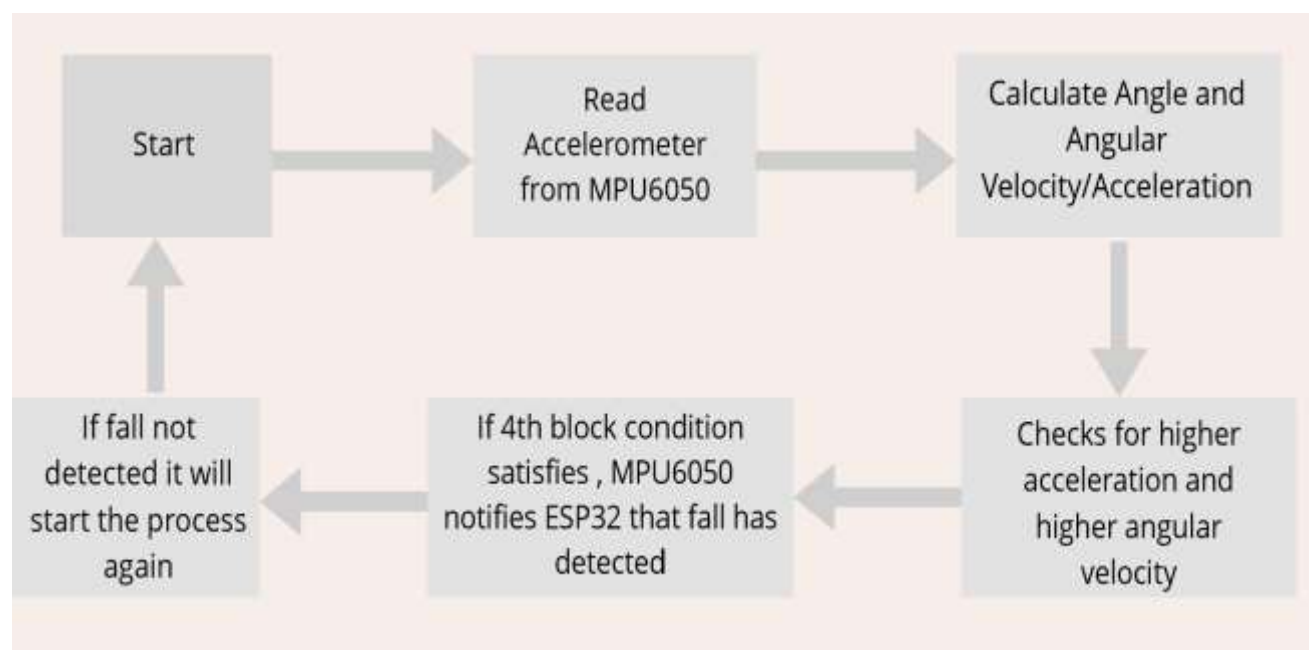 Start
Read
Accelerometer
from MPU6050
Calculate Angle and
Angular
Velocity/Acceleration
Checks for higher
acceleration and
higher angular
velocity
If 4th block condition
satisfies , MPU6050
notifies ESP32 that fall has
detected
If fall not
detected it will
start the process
again